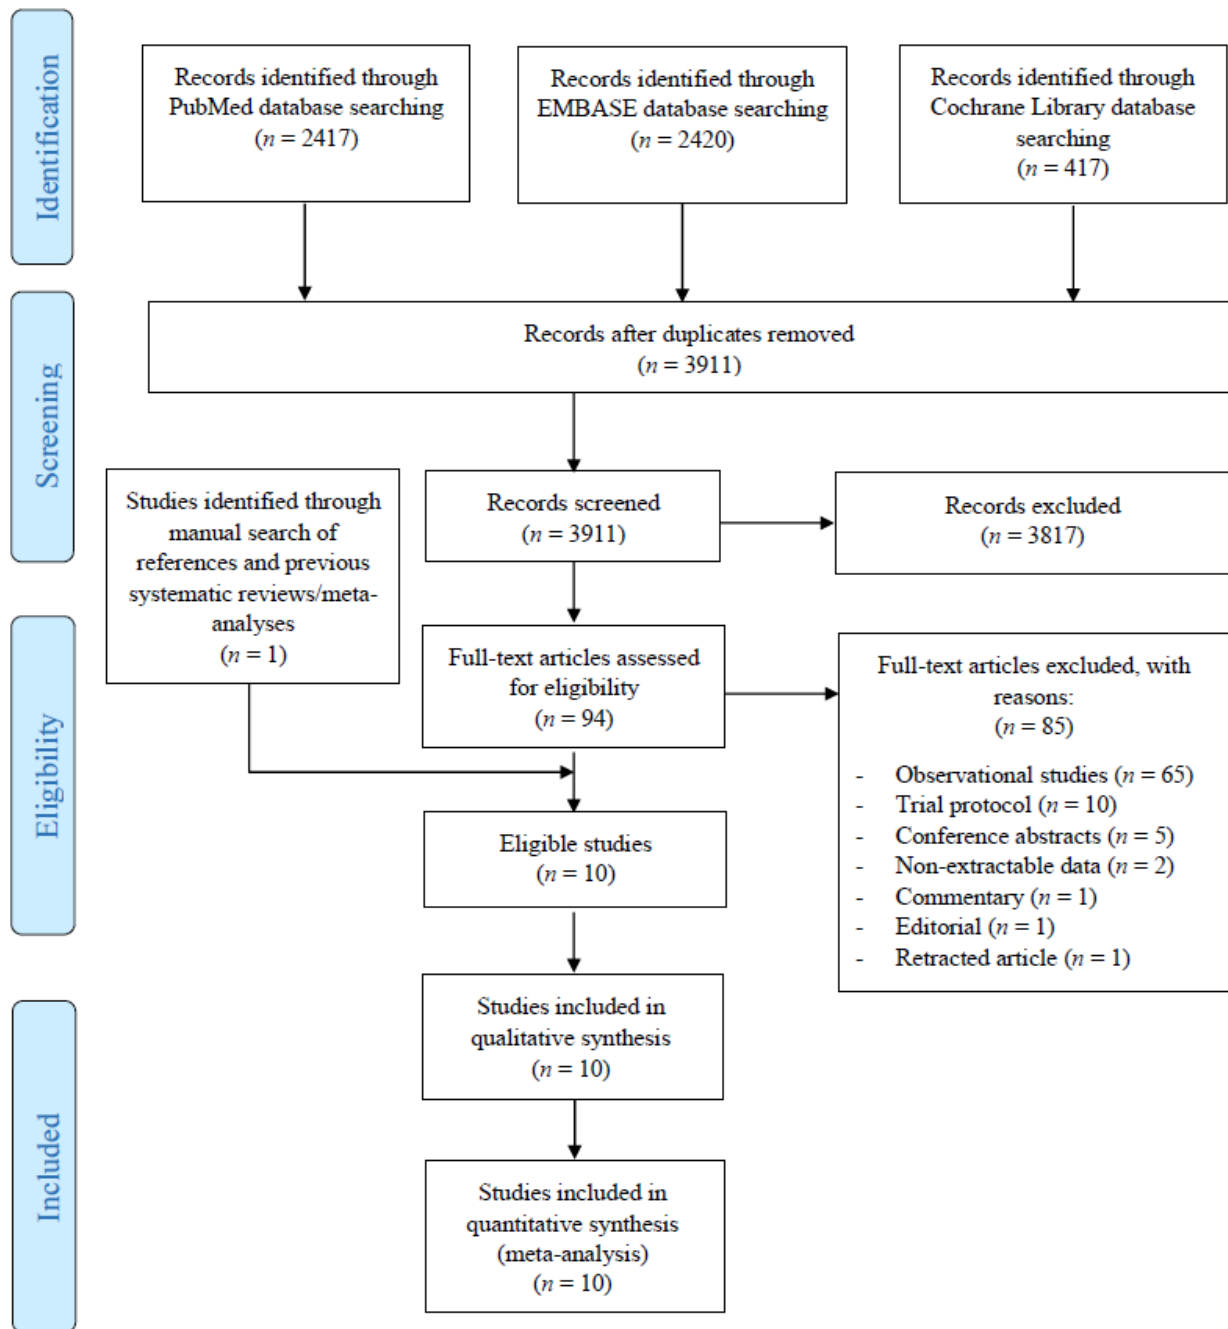 Identification
Records identified through
PubMed database searching
(n = 2417)
Records identified through
EMBASE database searching
(n = 2420)
Records identified through
Cochrane Library database
searching
(n = 417)
Screening
Records after duplicates removed
(n = 3911)
Studies identified through
manual search of
references and previous
systematic reviews/meta-
analyses
(n = 1)
Records screened
(n = 3911)
Records excluded
(n = 3817)
Eligibility
Full-text articles assessed
for eligibility
(n = 94)
Full-text articles excluded, with
reasons:
(n = 85)
- Observational studies (n = 65)
- Trial protocol (n = 10)
- Conference abstracts (n = 5)
- Non-extractable data (n = 2)
- Commentary (n = 1)
- Editorial (n = 1)
- Retracted article (n = 1)
Eligible studies
(n = 10)
Included
Studies included in
qualitative synthesis
(n = 10)
Studies included in
quantitative synthesis
(meta-analysis)
(n = 10)